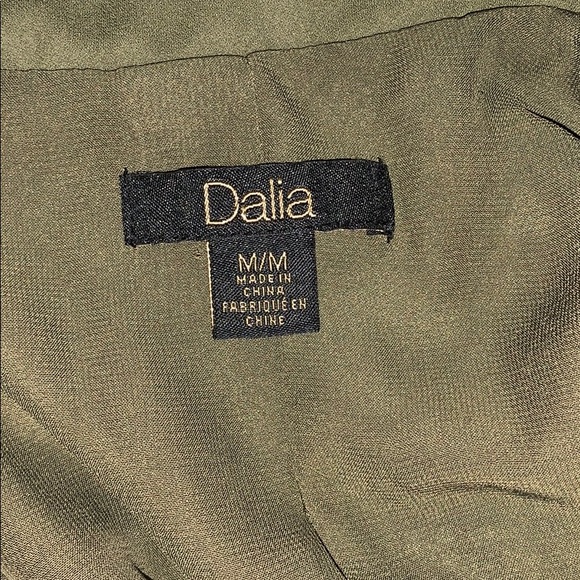 Dalia
M/M
MADE IN
CHINA
FABRIQUÉ EN
CHINE